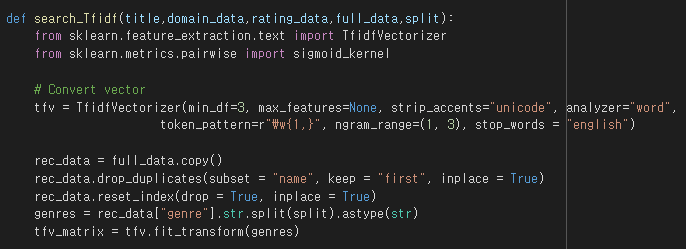 def search_Tfidf(title,domain_data,rating_data,full_data,split):
    from sklearn.feature_extraction.text import TfidfVectorizer
    from sklearn.metrics.pairwise import sigmoid_kernel

    # Convert vector
    tfv = TfidfVectorizer(min_df=3, max_features=None, strip_accents="unicode", analyzer="word",
                    token_pattern=r"₩w{1,}", ngram_range=(1, 3), stop_words = "english")

    rec_data = full_data.copy()
    rec_data.drop_duplicates(subset = "name", keep = "first", inplace = True)
    rec_data.reset_index(drop = True, inplace = True)
    genres = rec_data["genre"].str.split(split).astype(str)
    tfv_matrix = tfv.fit_transform(genres)